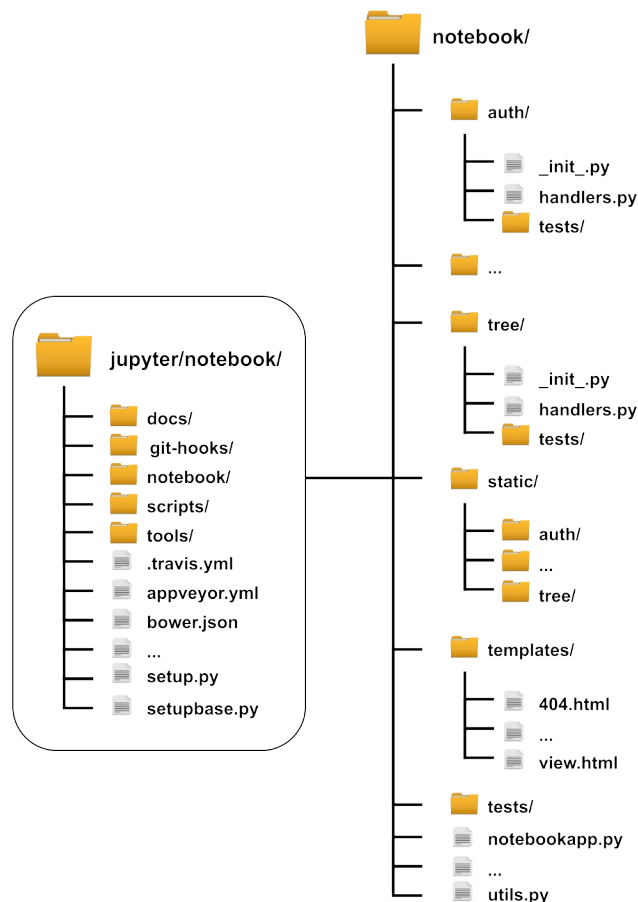 jupyter/notebook/
docs/
git-hooks/
notebook/
scripts/
tools/
.travis.yml
appveyor.yml
bower.json
...
setup.py
setupbase.py
notebook/
auth/
_init_.py
handlers.py
tests/
...
tree/
_init_.py
handlers.py
tests/
static/
auth/
...
tree/
templates/
404.html
...
view.html
tests/
notebookapp.py
...
utils.py